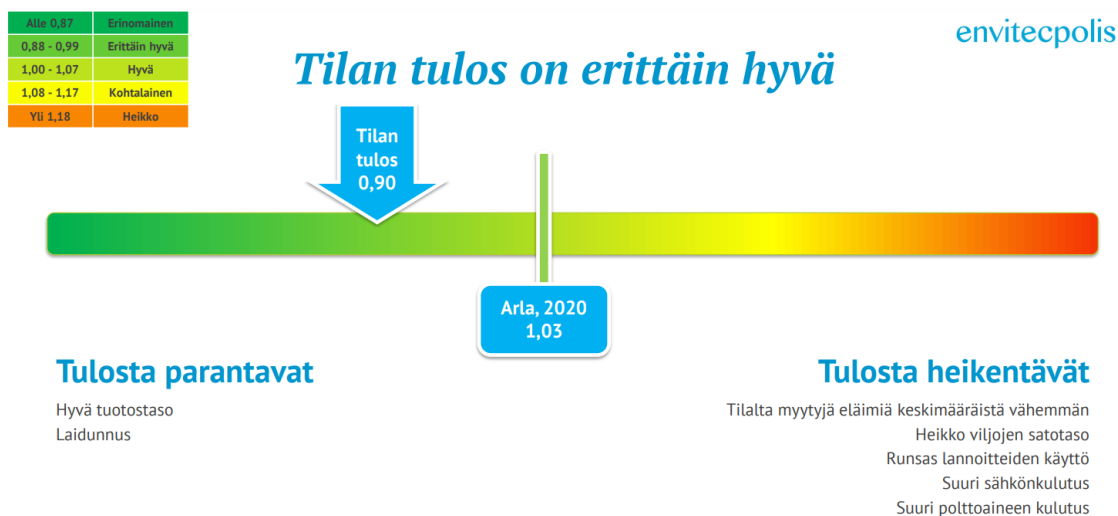 Alle 0,87 Erinomainen
0,88 - 0,99 Erittäin hyvä
1,00 - 1,07 Hyvä
1,08 - 1,17 Kohtalainen
Yli 1,18 Heikko
envitecpolis
Tilan tulos on erittäin hyvä
Tilan
tulos
0,90
Arla, 2020
1,03
Tulosta parantavat
Hyvä tuotostaso
Laidunnus
Tulosta heikentävät
Tilalta myytyjä eläimiä keskimääräistä vähemmän
Heikko viljojen satotaso
Runsas lannoitteiden käyttö
Suuri sähkönkulutus
Suuri polttoaineen kulutus